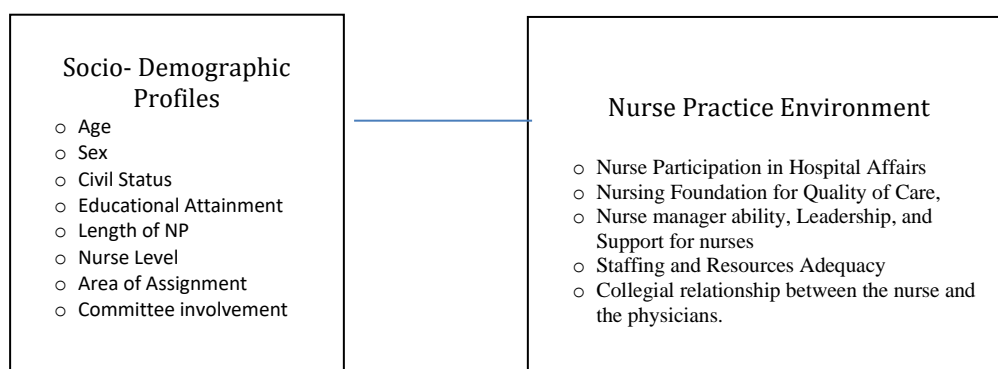 Socio- Demographic
Profiles
o Age
o Sex
o Civil Status
o Educational Attainment
o Length of NP
o Nurse Level
o Area of Assignment
o Committee involvement
Nurse Practice Environment
o Nurse Participation in Hospital Affairs
o Nursing Foundation for Quality of Care,
o Nurse manager ability, Leadership, and
Support for nurses
o Staffing and Resources Adequacy
o Collegial relationship between the nurse and
the physicians.